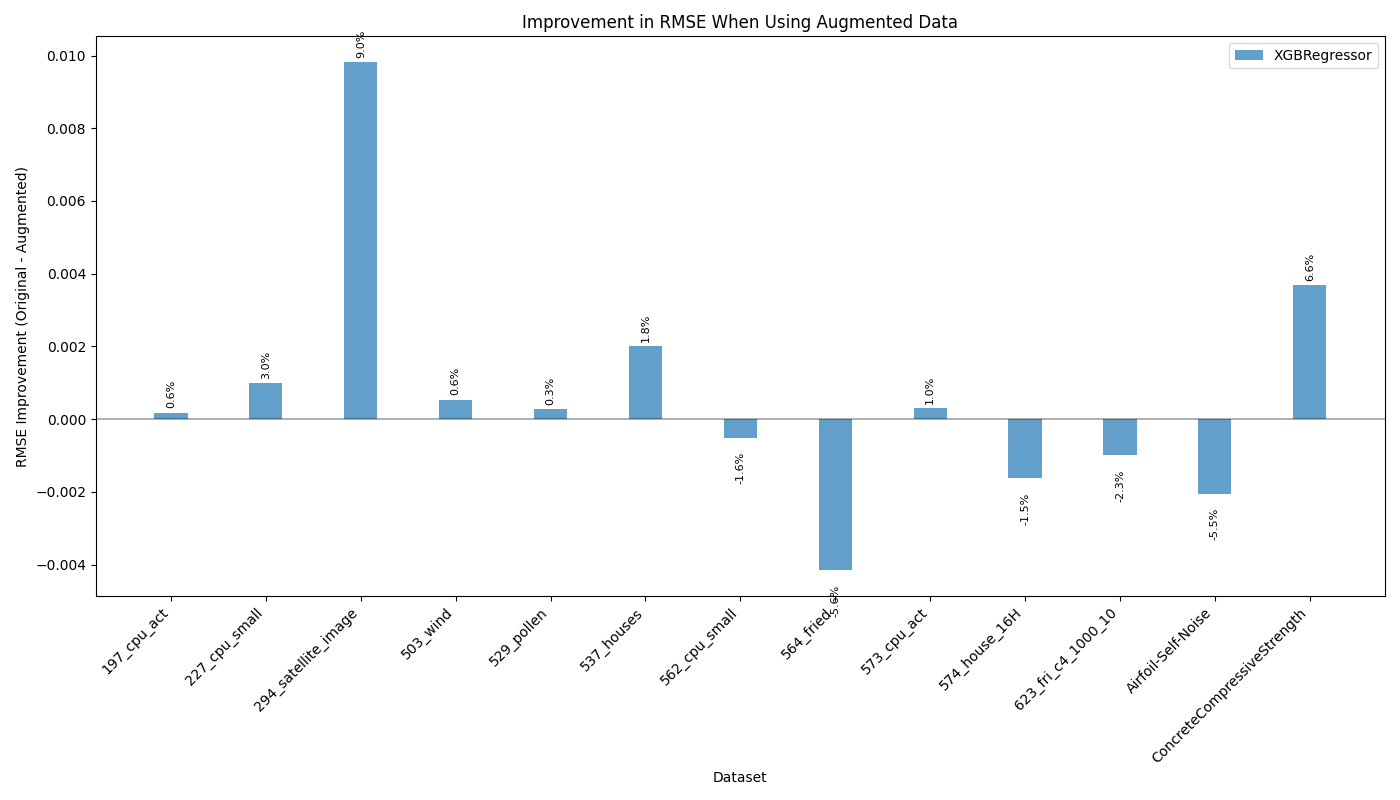 Improvement in RMSE When Using Augmented Data
XGBRegressor
RMSE Improvement (Original - Augmented)
0.010
0.008
0.006
0.004
0.002
0.000
−0.002
−0.004
0.6%
3.0%
9.0%
0.6%
0.3%
1.8%
-1.6%
-5.6%
1.0%
-1.5%
-2.3%
-5.5%
6.6%
197_cpu_act
227_cpu_small
294_satellite_image
503_wind
529_pollen
537_houses
562_cpu_small
564_fried
573_cpu_act
574_house_16H
623_fri_c4_1000_10
Airfoil-Self-Noise
ConcreteCompressiveStrength
Dataset